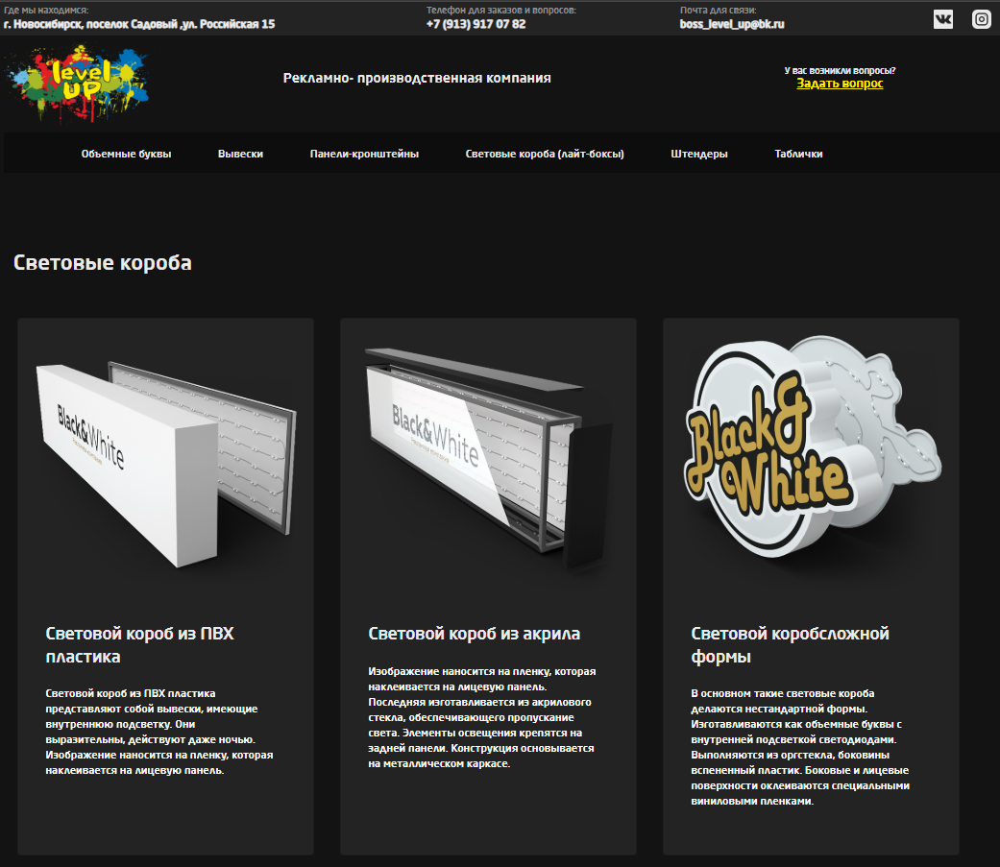 Где мы находимся:
г. Новосибирск, поселок Садовый ,ул. Российская 15
Телефон для заказов и вопросов:
+7 (913) 917 07 82
Почта для связи:
boss_level_up@bk.ru
level
UP
Рекламно- производственная компания
У вас возникли вопросы?
Задать вопрос
Объемные буквы
Вывески
Панели-кронштейны
Световые короба (лайт-боксы)
Штендеры
Таблички
Световые короба
Black&White
Black&White
Black&
White
Световой короб из ПВХ
пластика
Световой короб из ПВХ пластика
представляют собой вывески, имеющие
внутреннюю подсветку. Они
выразительны, действуют даже ночью.
Изображение наносится на пленку, которая
наклеивается на лицевую панель.
Световой короб из акрила
Изображение наносится на пленку, которая
наклеивается на лицевую панель.
Последняя изготавливается из акрилового
стекла, обеспечивающего пропускание
света. Элементы освещения крепятся на
задней панели. Конструкция основывается
на металлическом каркасе.
Световой коробсложной
формы
В основном такие световые короба
делаются нестандартной формы.
Изготавливаются как объемные буквы с
внутренней подсветкой светодиодами.
Выполняются из оргстекла, боковины
вспененный пластик. Боковые и лицевые
поверхности оклеиваются специальными
виниловыми пленками.